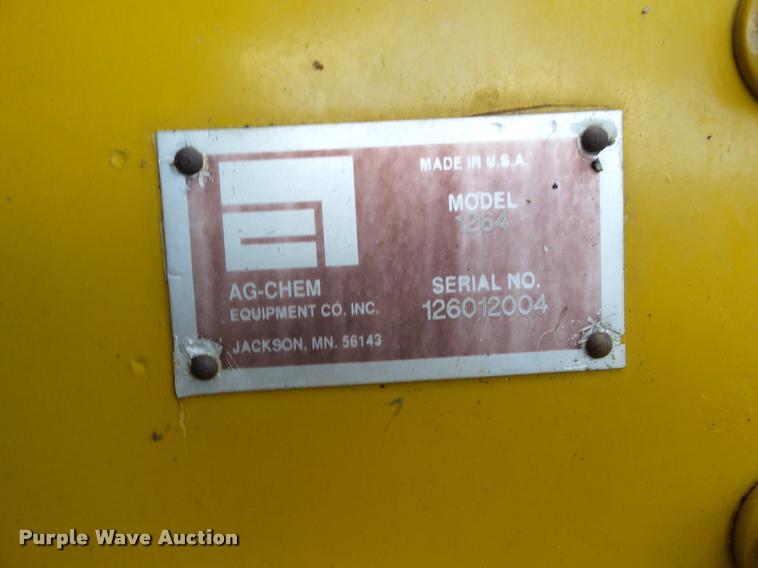 MADE IN U.S.A.
MODEL
1264
SERIAL NO.
126012004
AG-CHEM
EQUIPMENT CO. INC.
JACKSON, MN. 56143
Purple Wave Auction